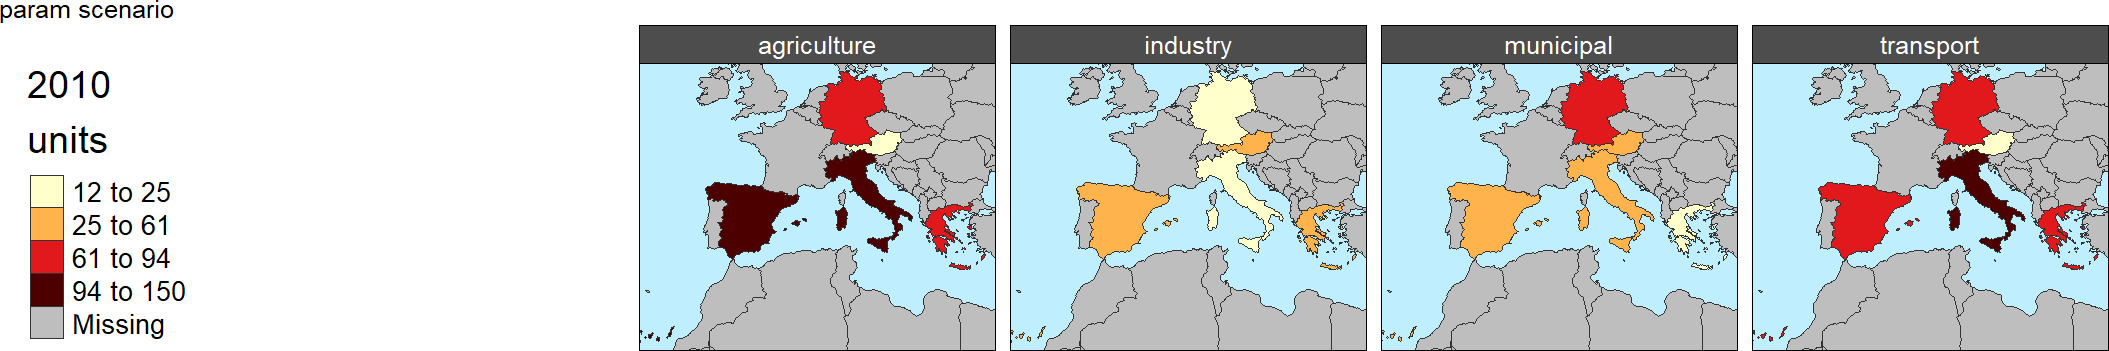 param scenario
2010
units
12 to 25
25 to 61
61 to 94
94 to 150
Missing
agriculture
industry
municipal
transport